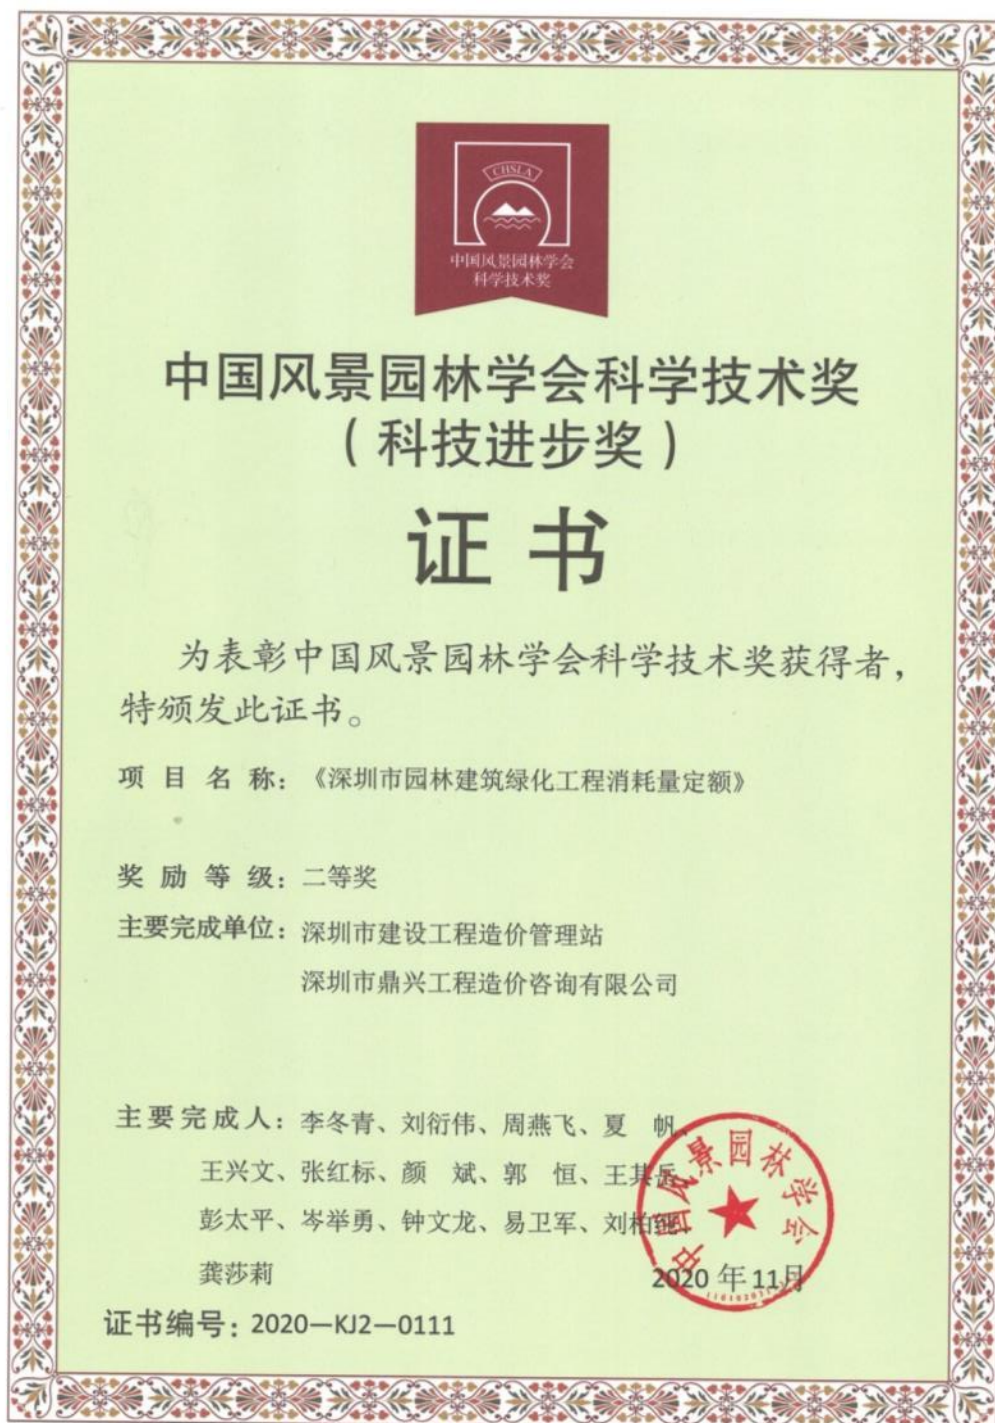 CHSLA
中国风景园林学会
科学技术奖
中国风景园林学会科学技术奖
（科技进步奖）
证 书
为表彰中国风景园林学会科学技术奖获得者，
特颁发此证书。
项 目 名 称：《深圳市园林建筑绿化工程消耗量定额》
奖 励 等 级：二等奖
主要完成单位：深圳市建设工程造价管理站
深圳市鼎兴工程造价咨询有限公司
主要完成人：李冬青、刘衍伟、周燕飞、夏 帆、
王兴文、张红标、颜 斌、郭 恒、王其岳、
彭太平、岑举勇、钟文龙、易卫军、刘柏
龚莎莉
中国风景园林学会
2020 年 11月
证书编号：2020—KJ2—0111